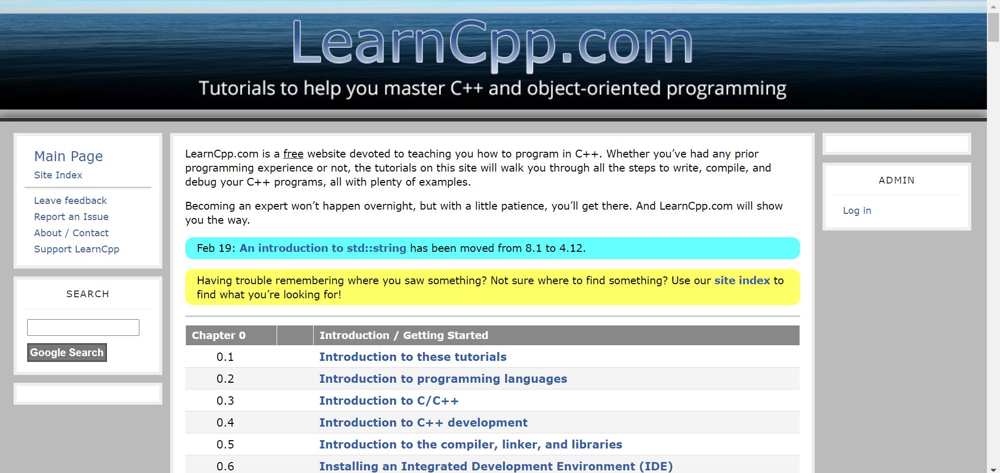 LearnCpp.com
Tutorials to help you master C++ and object-oriented programming
Main Page
Site Index
Leave feedback
Report an Issue
About / Contact
Support LearnCpp
SEARCH
Google Search
LearnCpp.com is a free website devoted to teaching you how to program in C++. Whether you’ve had any prior
programming experience or not, the tutorials on this site will walk you through all the steps to write, compile, and
debug your C++ programs, all with plenty of examples.
Becoming an expert won’t happen overnight, but with a little patience, you’ll get there. And LearnCpp.com will show
you the way.
Feb 19: An introduction to std::string has been moved from 8.1 to 4.12.
Having trouble remembering where you saw something? Not sure where to find something? Use our site index to
find what you’re looking for!
Chapter 0 Introduction / Getting Started
0.1 Introduction to these tutorials
0.2 Introduction to programming languages
0.3 Introduction to C/C++
0.4 Introduction to C++ development
0.5 Introduction to the compiler, linker, and libraries
0.6 Installing an Integrated Development Environment (IDE)
ADMIN
Log in